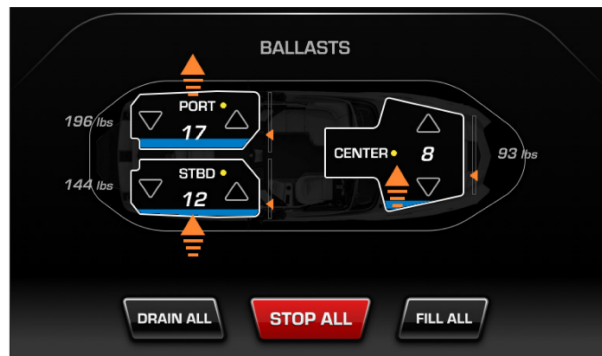 BALLASTS
196 lbs
PORT
17
144 lbs
STBD
12
CENTER
8
93 lbs
DRAIN ALL
STOP ALL
FILL ALL